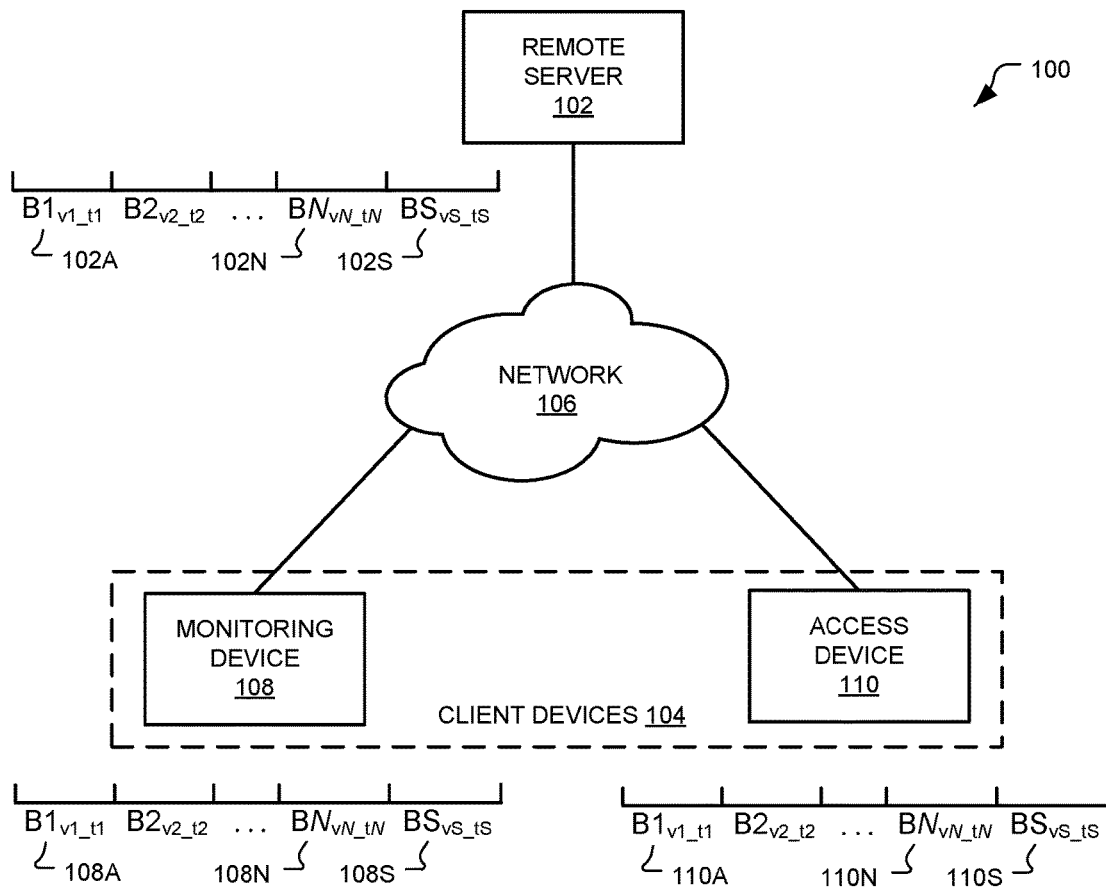 REMOTE
SERVER
102
100
B1v1_t1 B2v2_t2 ... BNvN_tN BSvS_tS
102A 102N 102S
NETWORK
106
MONITORING
DEVICE
108
ACCESS
DEVICE
110
CLIENT DEVICES 104
B1v1_t1 B2v2_t2 ... BNvN_tN BSvS_tS
108A 108N 108S
B1v1_t1 B2v2_t2 ... BNvN_tN BSvS_tS
110A 110N 110S